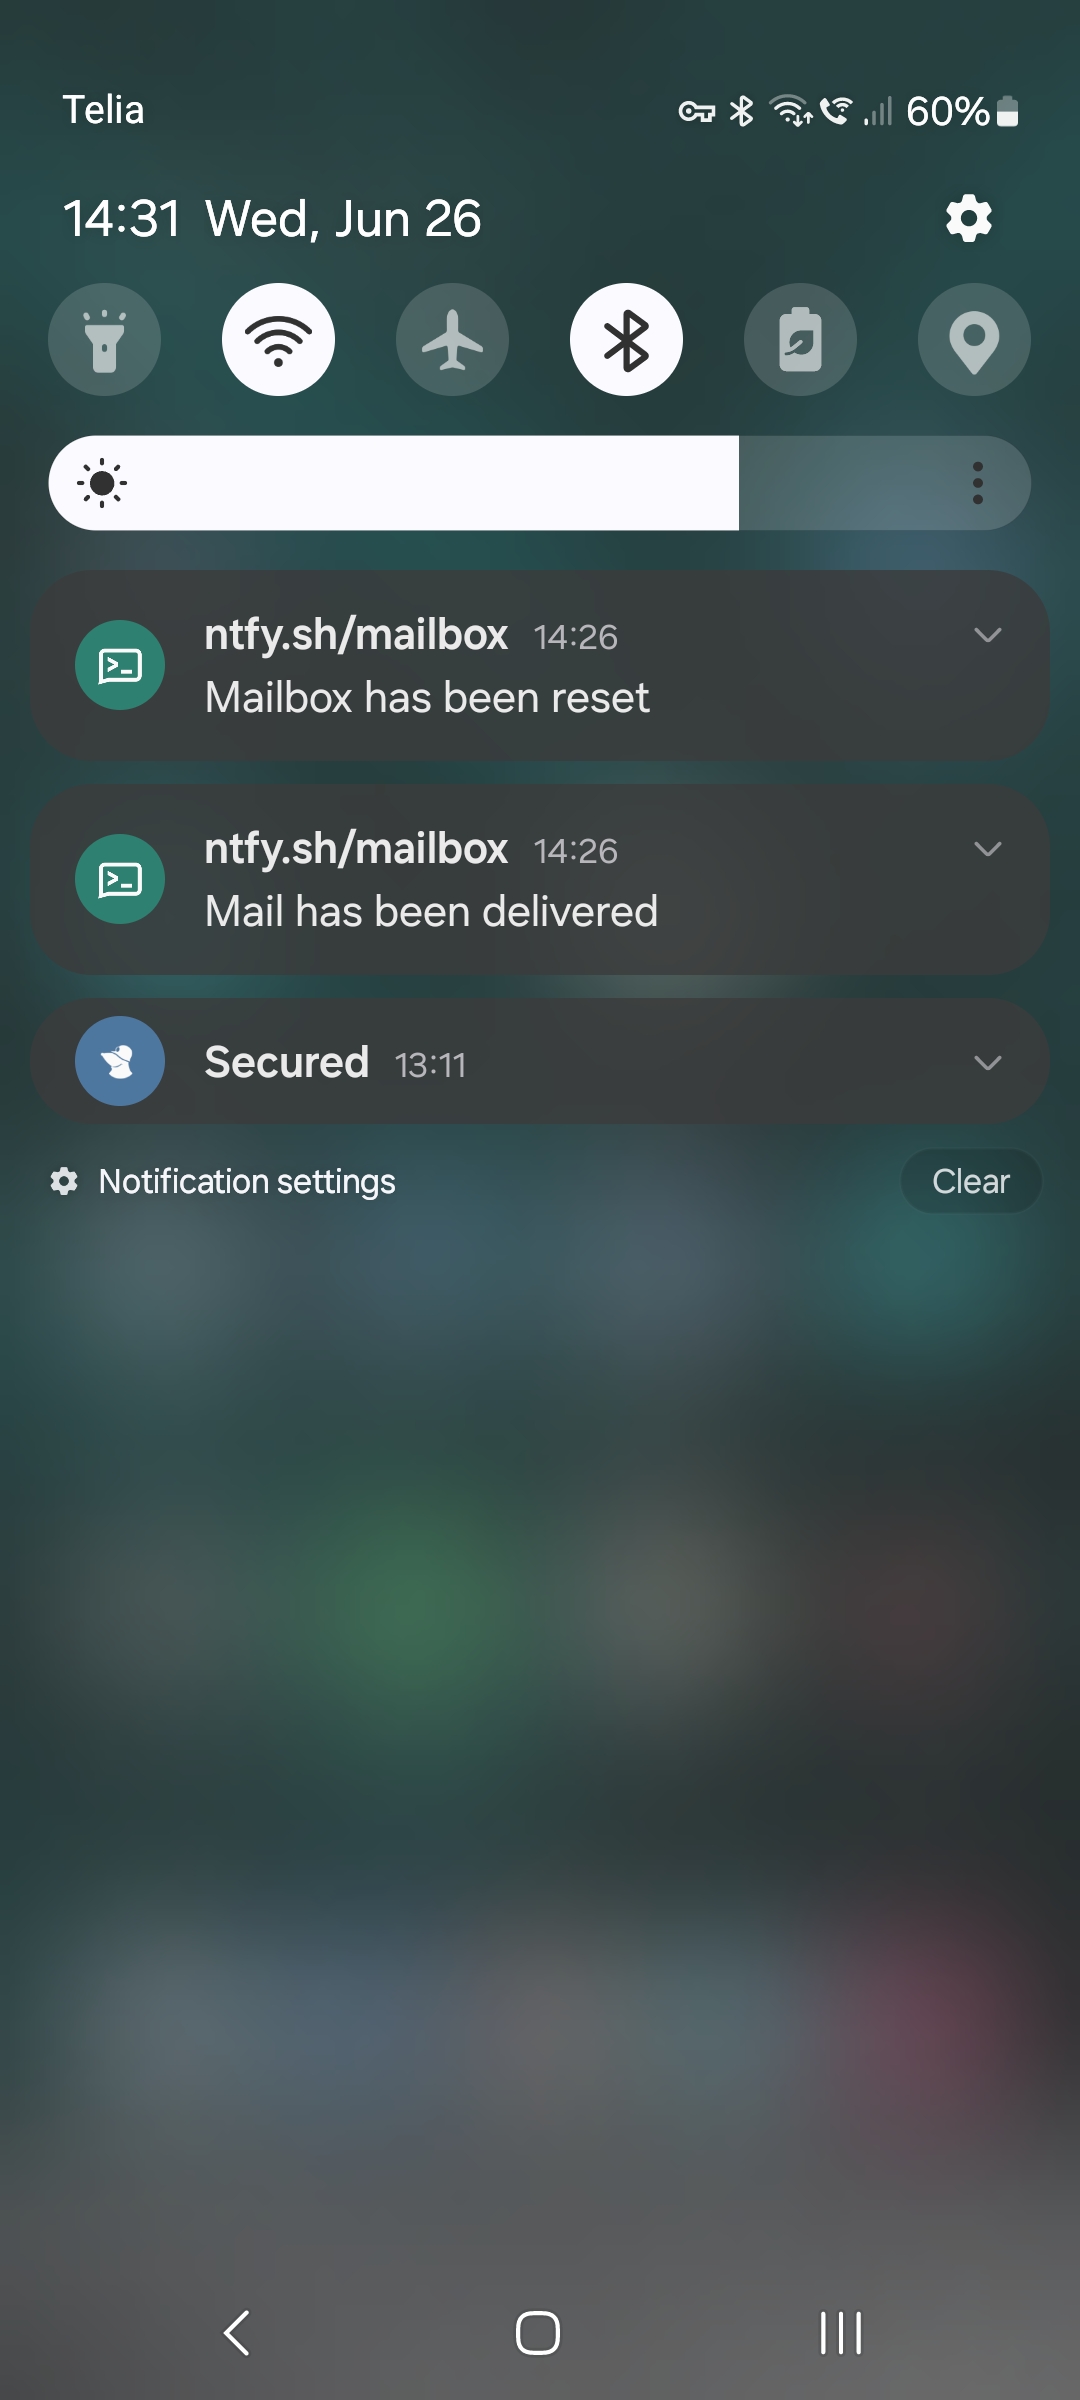 Telia
60%
14:31 Wed, Jun 26
ntfy.sh/mailbox 14:26
Mailbox has been reset
ntfy.sh/mailbox 14:26
Mail has been delivered
Secured 13:11
Notification settings
Clear